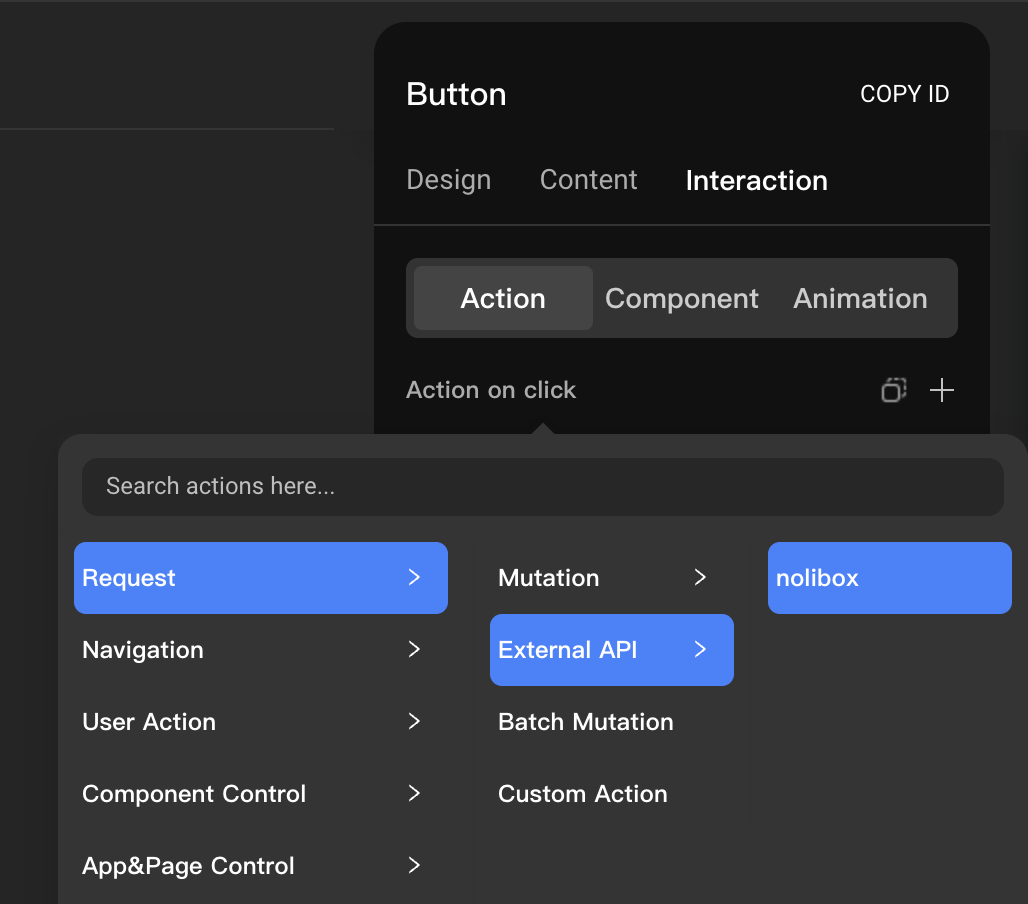 Button COPY ID
Design Content Interaction
Action Component Animation
Action on click
Search actions here...
Request Mutation nolibox
Navigation External API
User Action Batch Mutation
Component Control Custom Action
App&Page Control